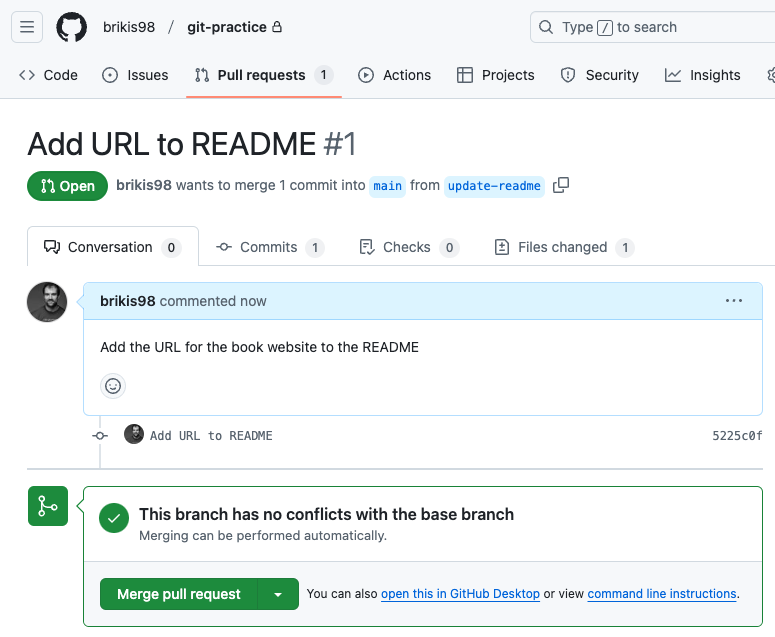 brikis98 / git-practice
Type / to search
Code Issues Pull requests 1 Actions Projects Security Insights
Add URL to README #1
Open brikis98 wants to merge 1 commit into main from update-readme
Conversation 0 Commits 1 Checks 0 Files changed 1
brikis98 commented now
Add the URL for the book website to the README
Add URL to README 5225c0f
This branch has no conflicts with the base branch
Merging can be performed automatically.
Merge pull request You can also open this in GitHub Desktop or view command line instructions.